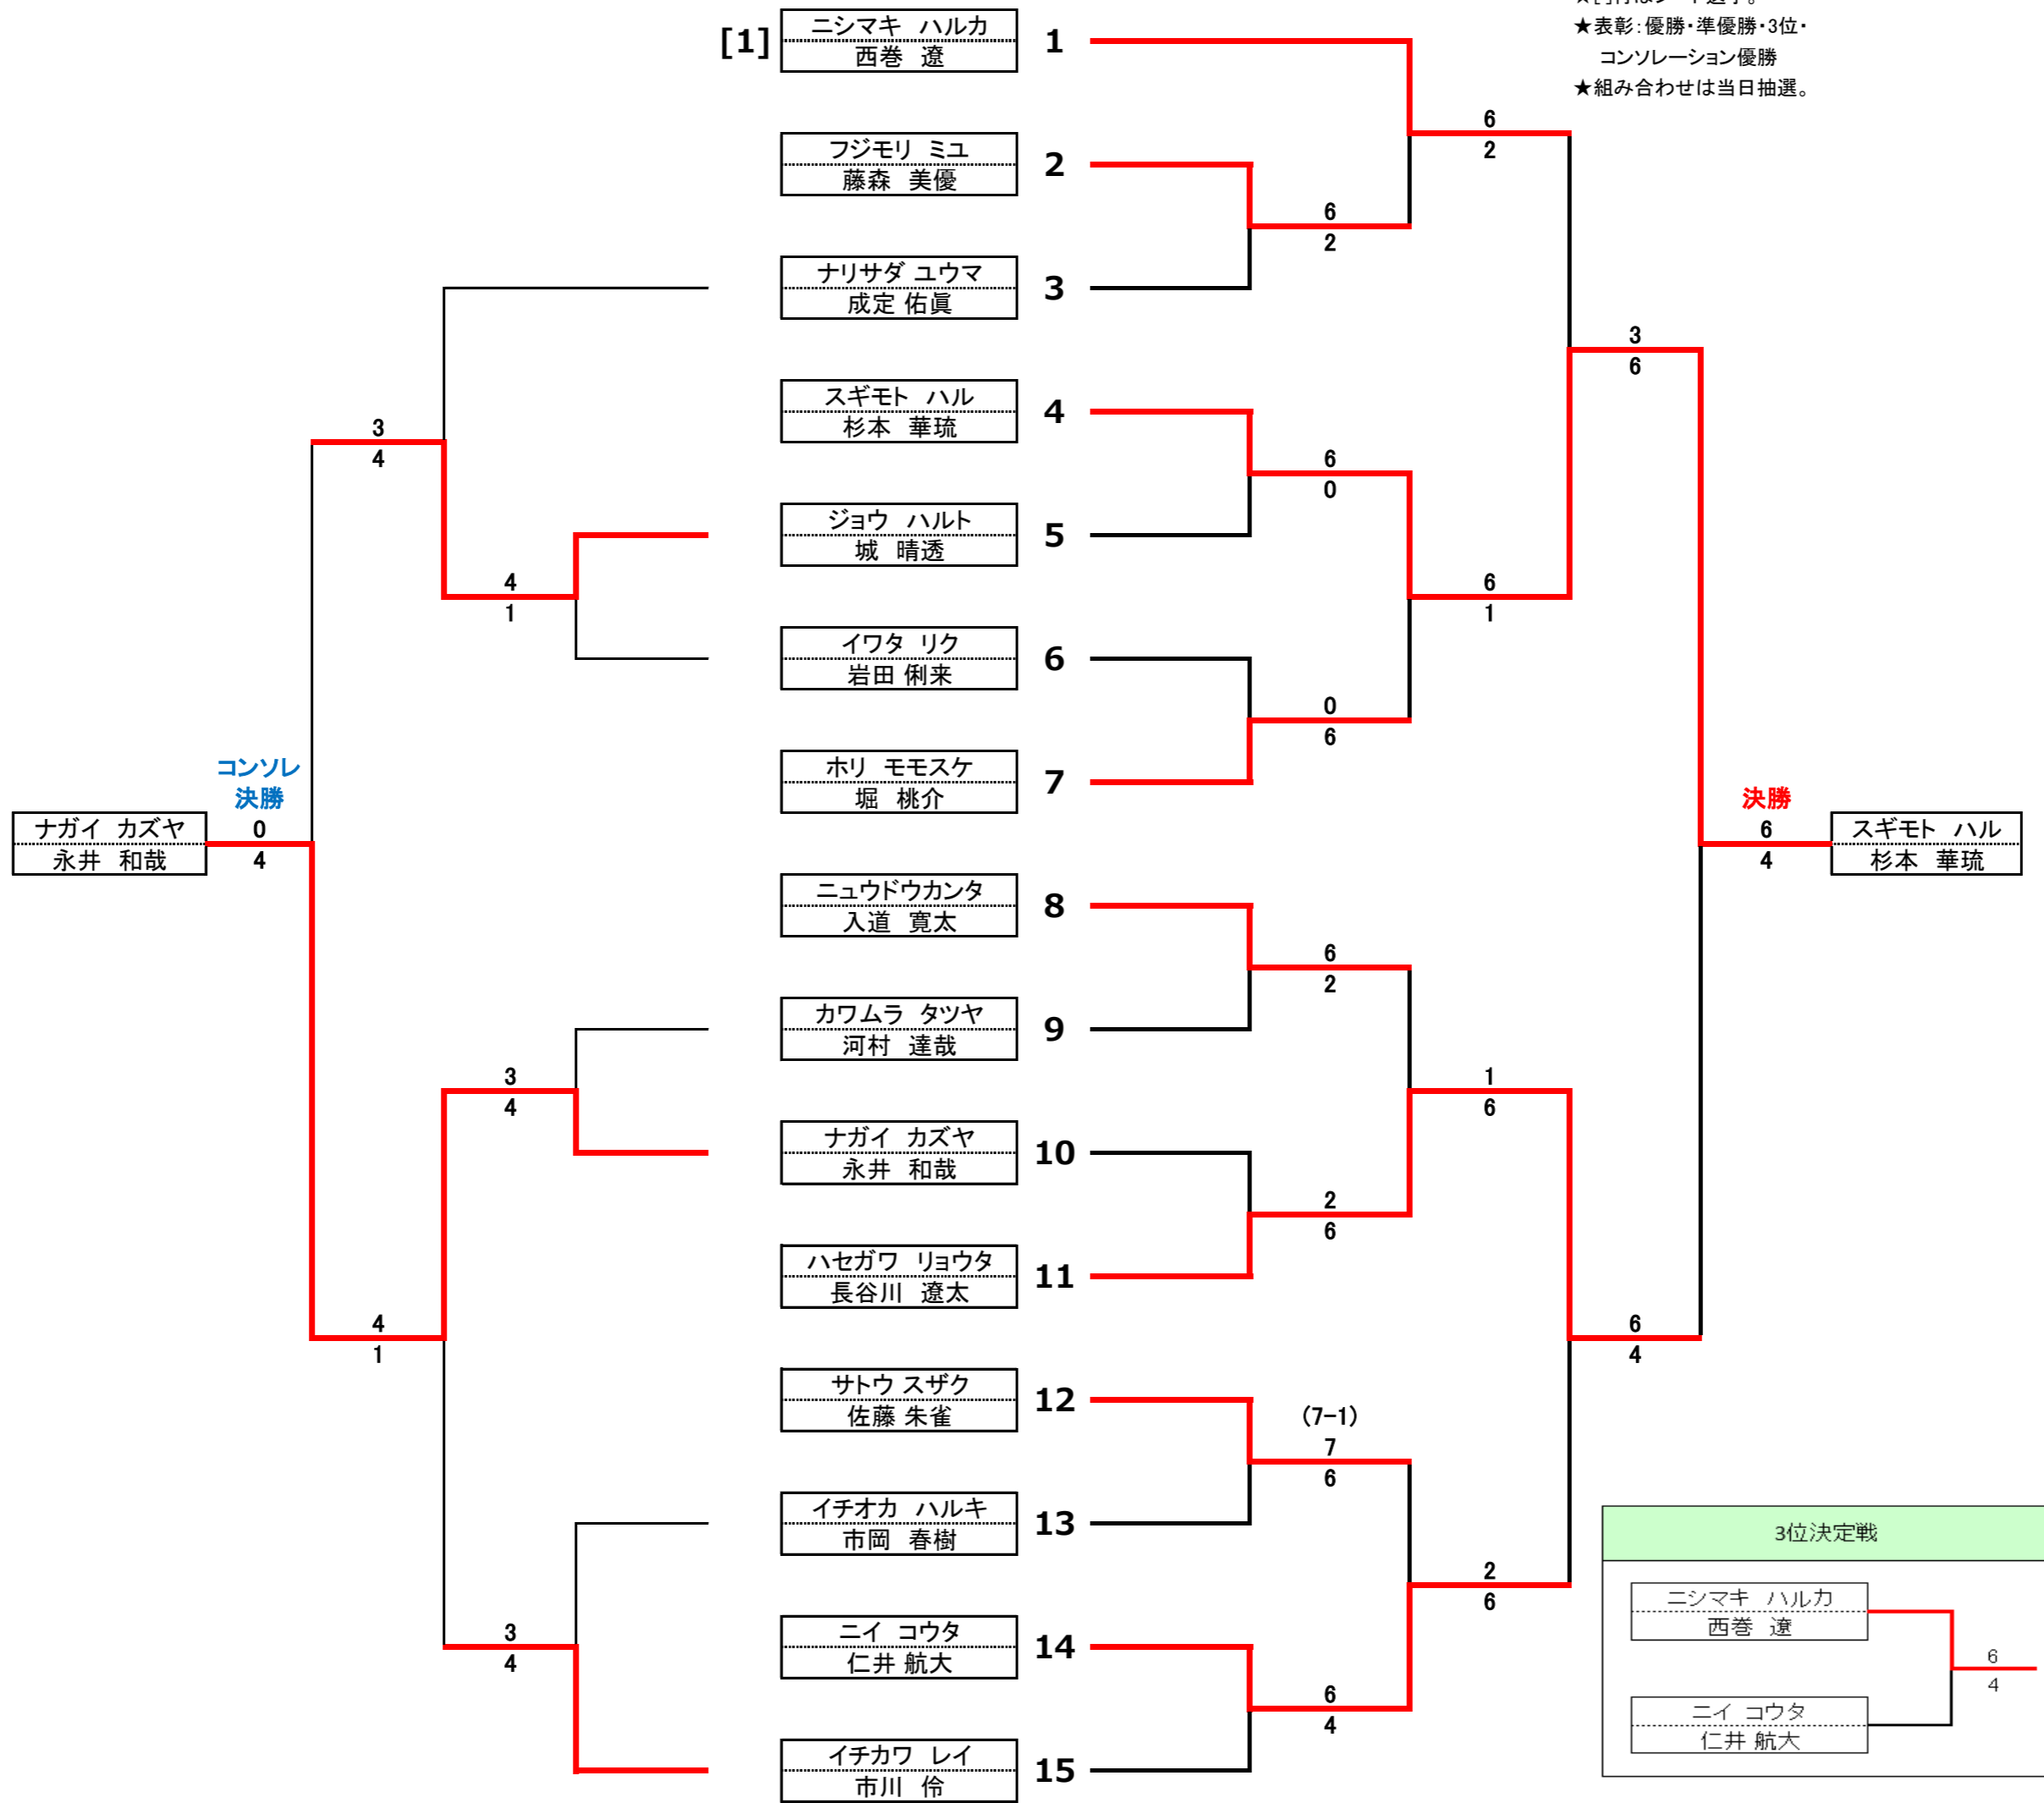 ★表彰：優勝・準優勝・3位・
コンソレーション優勝
★組み合わせは当日抽選。
[1]
ニシマキ ハルカ
西巻 遼
1
フジモリ ミユ
藤森 美優
2
ナリサダ ユウマ
成定 佑眞
3
スギモト ハル
杉本 華琉
4
ジョウ ハルト
城 晴透
5
イワタ リク
岩田 俐来
6
ホリ モモスケ
堀 桃介
7
ニュウドウカンタ
入道 寛太
8
カワムラ タツヤ
河村 達哉
9
ナガイ カズヤ
永井 和哉
10
ハセガワ リョウタ
長谷川 遼太
11
サトウ スザク
佐藤 朱雀
12
イチオカ ハルキ
市岡 春樹
13
ニイ コウタ
仁井 航大
14
イチカワ レイ
市川 伶
15
6
2
6
0
0
6
6
2
2
6
(7-1)
7
6
6
4
6
2
6
1
1
6
2
6
3
6
6
4
決勝
6
4
スギモト ハル
杉本 華琉
4
1
3
4
3
4
3
4
4
1
コンソレ
決勝
0
4
ナガイ カズヤ
永井 和哉
3位決定戦
ニシマキ ハルカ
西巻 遼
ニイ コウタ
仁井 航大
6
4